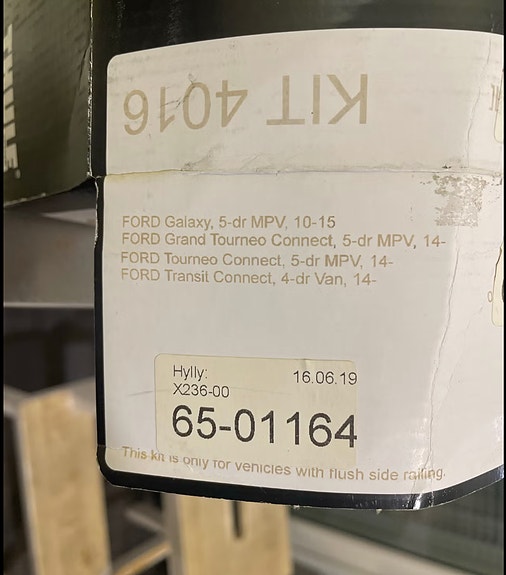 KIT 4016
FORD Galaxy, 5-dr MPV, 10-15
FORD Grand Tourneo Connect, 5-dr MPV, 14-
FORD Tourneo Connect, 5-dr MPV, 14-
FORD Transit Connect, 4-dr Van, 14-
Hylly: 16.06.19
X236-00
65-01164
This kit is only for vehicles with flush side railing.